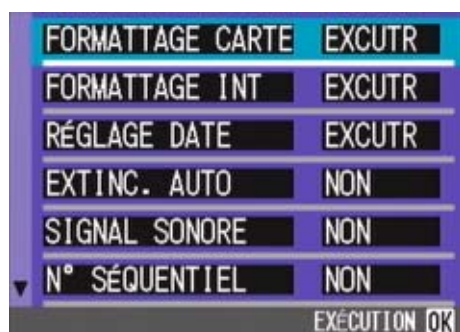 FORMATTAGE CARTE EXCUTR
FORMATTAGE INT EXCUTR
RÉGLAGE DATE EXCUTR
EXTINC. AUTO NON
SIGNAL SONORE NON
N° SÉQUENTIEL NON
EXÉCUTION OK